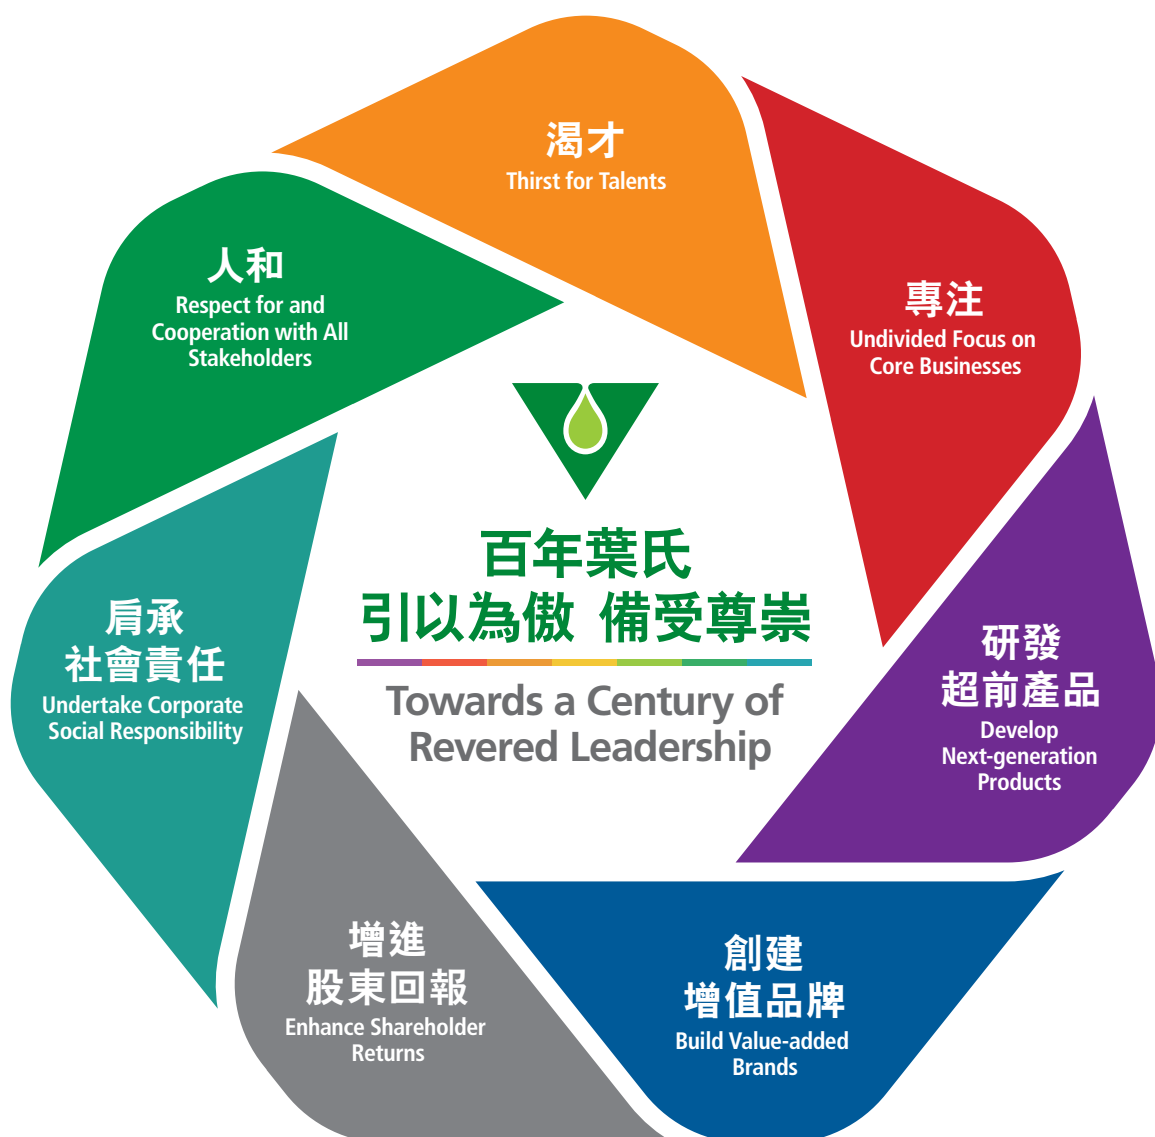 渴才
Thirst for Talents
專注
Undivided Focus on
Core Businesses
研發
超前產品
Develop
Next-generation
Products
創建
增值品牌
Build Value-added
Brands
增進
股東回報
Enhance Shareholder
Returns
肩承
社會責任
Undertake Corporate
Social Responsibility
人和
Respect for and
Cooperation with All
Stakeholders
百年葉氏
引以為傲 備受尊崇
Towards a Century of
Revered Leadership